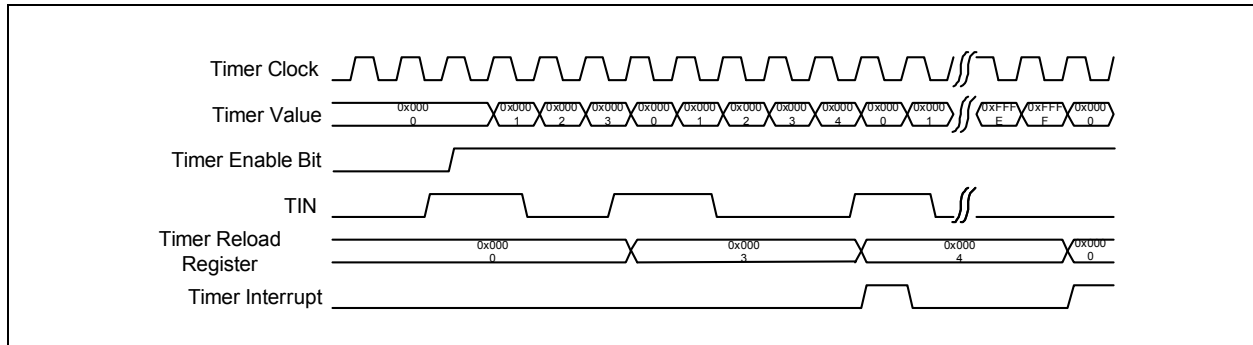 Timer Clock
Timer Value
0x000 0x000 0x000 0x000 0x000 0x000 0x000 0x000 0x000 0x000 0x000 0xFFF 0xFFF 0x000
0 1 2 3 0 1 2 3 4 0 1 E F 0
Timer Enable Bit
TIN
Timer Reload
Register
0x000 0x000 0x000 0x000
0 3 4 0
Timer Interrupt